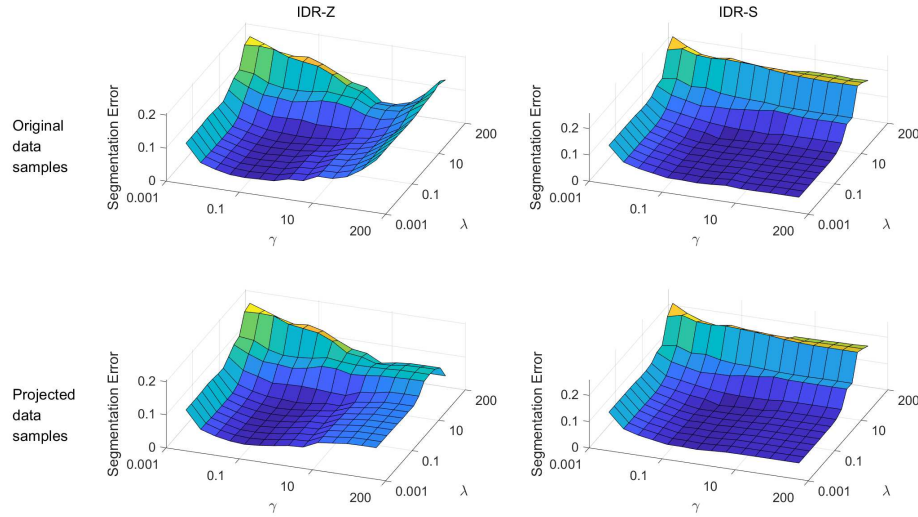 IDR-Z
IDR-S
Original
data
samples
Segmentation Error
0.2
0.1
0
0.001
0.1
10
200
γ
0.001
0.1
10
200
λ
Segmentation Error
0.2
0.1
0
0.001
0.1
10
200
γ
0.001
0.1
10
200
λ
Projected
data
samples
Segmentation Error
0.2
0.1
0
0.001
0.1
10
200
γ
0.001
0.1
10
200
λ
Segmentation Error
0.2
0.1
0
0.001
0.1
10
200
γ
0.001
0.1
10
200
λ